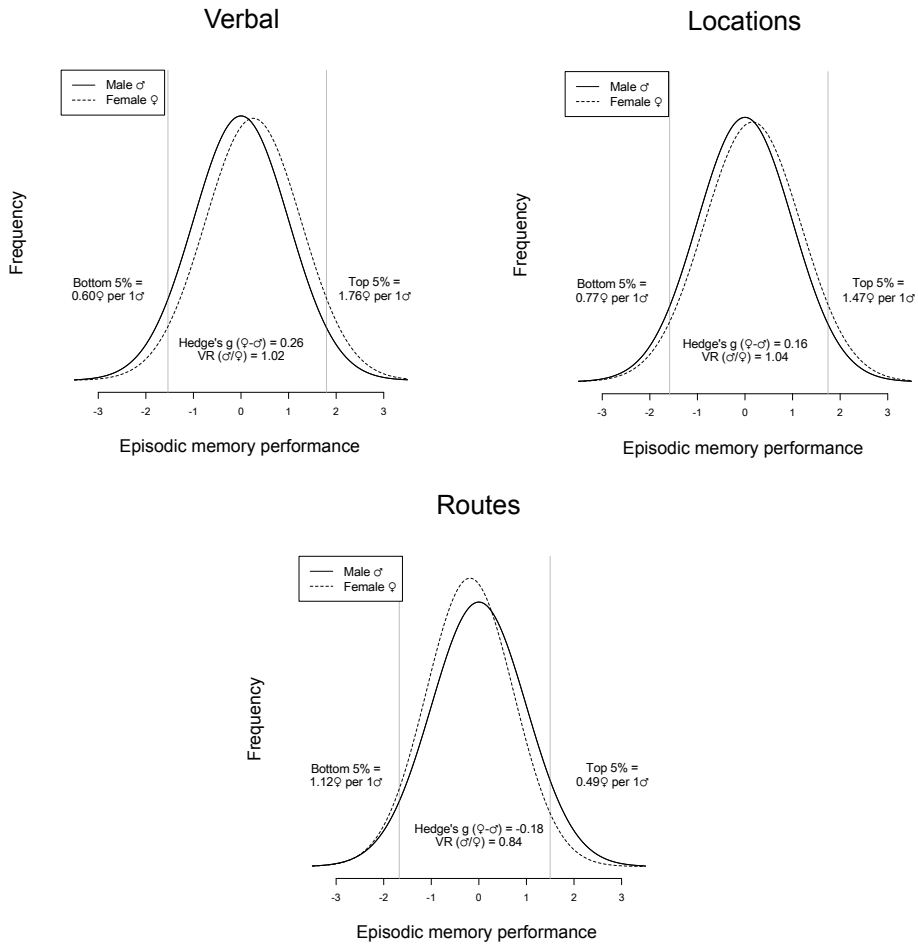 Verbal
Male ♂
Female ♀
Frequency
Bottom 5% =
0.60♀ per 1♂
Top 5% =
1.76♀ per 1♂
Hedge's g (♀-♂) = 0.26
VR (♂/♀) = 1.02
-3 -2 -1 0 1 2 3
Episodic memory performance
Locations
Male ♂
Female ♀
Frequency
Bottom 5% =
0.77♀ per 1♂
Top 5% =
1.47♀ per 1♂
Hedge's g (♀-♂) = 0.16
VR (♂/♀) = 1.04
-3 -2 -1 0 1 2 3
Episodic memory performance
Routes
Male ♂
Female ♀
Frequency
Bottom 5% =
1.12♀ per 1♂
Top 5% =
0.49♀ per 1♂
Hedge's g (♀-♂) = -0.18
VR (♂/♀) = 0.84
-3 -2 -1 0 1 2 3
Episodic memory performance